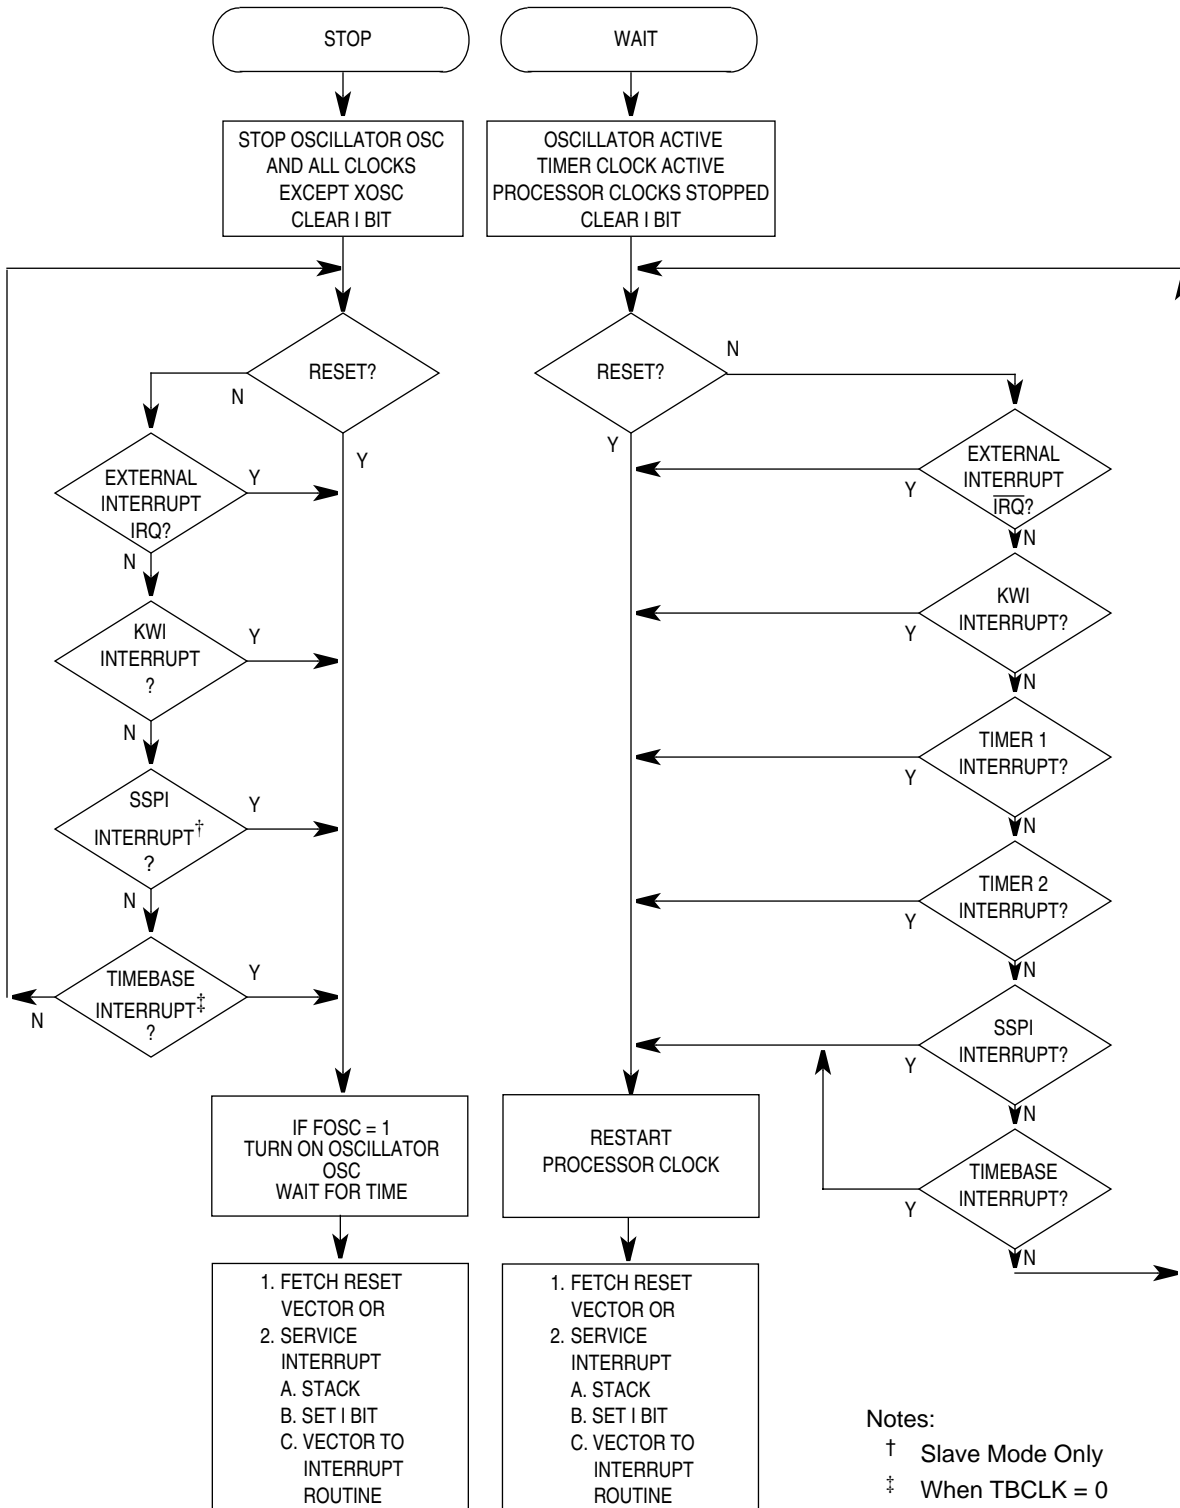 STOP
STOP OSCILLATOR OSC
AND ALL CLOCKS
EXCEPT XOSC
CLEAR I BIT
RESET?
N
Y
EXTERNAL
INTERRUPT
IRQ?
Y
N
KWI
INTERRUPT
?
Y
N
SSPI
INTERRUPT†
?
Y
N
TIMEBASE
INTERRUPT‡
?
Y
N
IF FOSC = 1
TURN ON OSCILLATOR
OSC
WAIT FOR TIME
1. FETCH RESET
VECTOR OR
2. SERVICE
INTERRUPT
A. STACK
B. SET I BIT
C. VECTOR TO
INTERRUPT
ROUTINE
WAIT
OSCILLATOR ACTIVE
TIMER CLOCK ACTIVE
PROCESSOR CLOCKS STOPPED
CLEAR I BIT
RESET?
N
Y
EXTERNAL
INTERRUPT
I̅R̅Q̅?
Y
N
KWI
INTERRUPT?
Y
N
TIMER 1
INTERRUPT?
Y
N
TIMER 2
INTERRUPT?
Y
N
SSPI
INTERRUPT?
Y
N
TIMEBASE
INTERRUPT?
Y
N
RESTART
PROCESSOR CLOCK
1. FETCH RESET
VECTOR OR
2. SERVICE
INTERRUPT
A. STACK
B. SET I BIT
C. VECTOR TO
INTERRUPT
ROUTINE
Notes:
† Slave Mode Only
‡ When TBCLK = 0